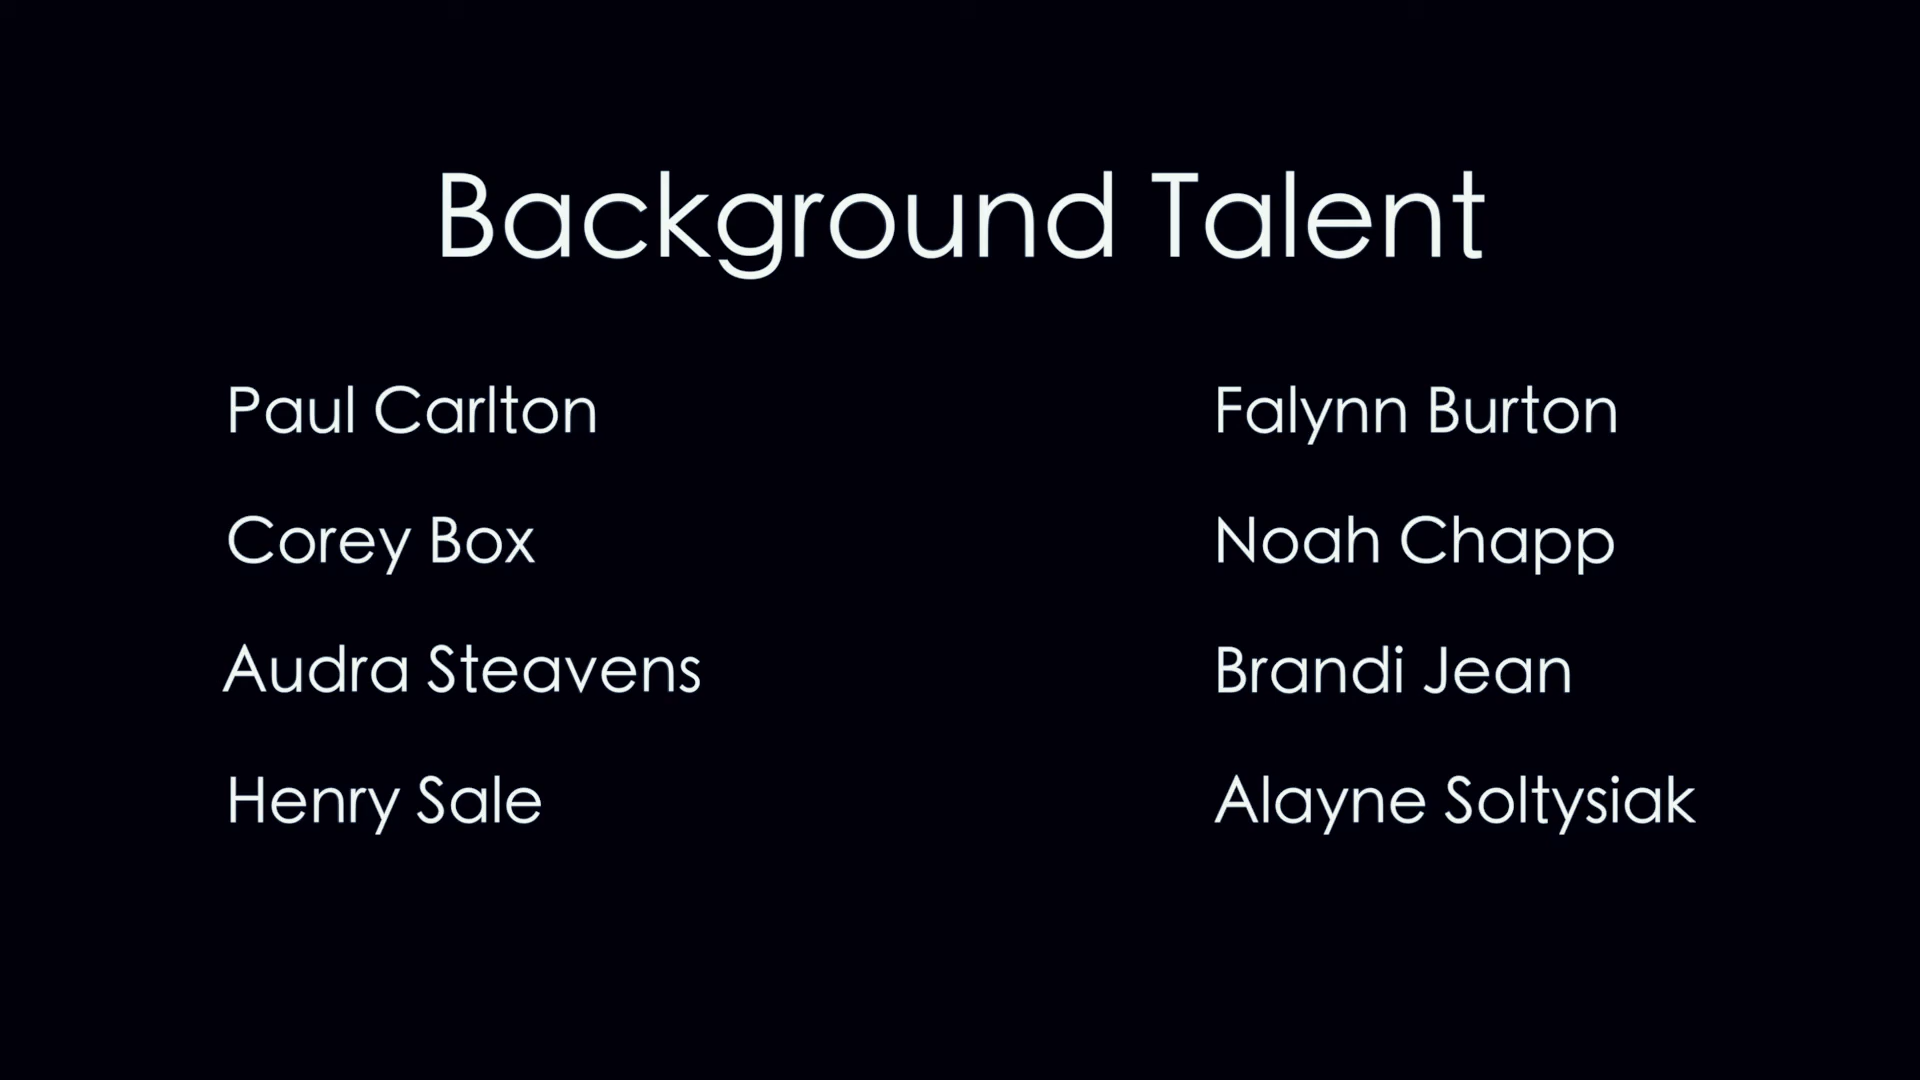 Background Talent
Paul Carlton
Falynn Burton
Corey Box
Noah Chapp
Audra Steavens
Brandi Jean
Henry Sale
Alayne Soltysiak